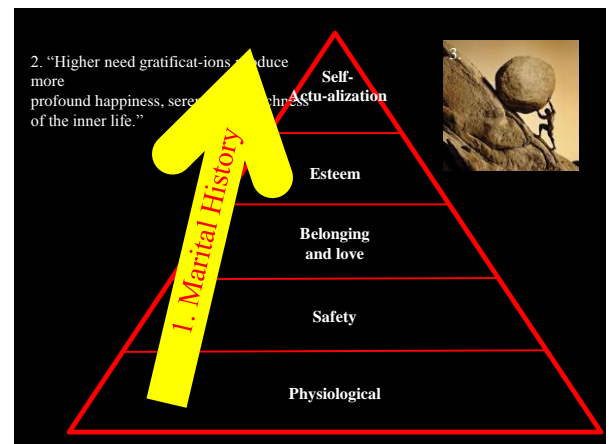 2. “Higher need gratificat-ions produce
more
profound happiness,
of the inner life.”
3.
Self-
Actu-alization
Esteem
Belonging
and love
Safety
Physiological
1. Marital History